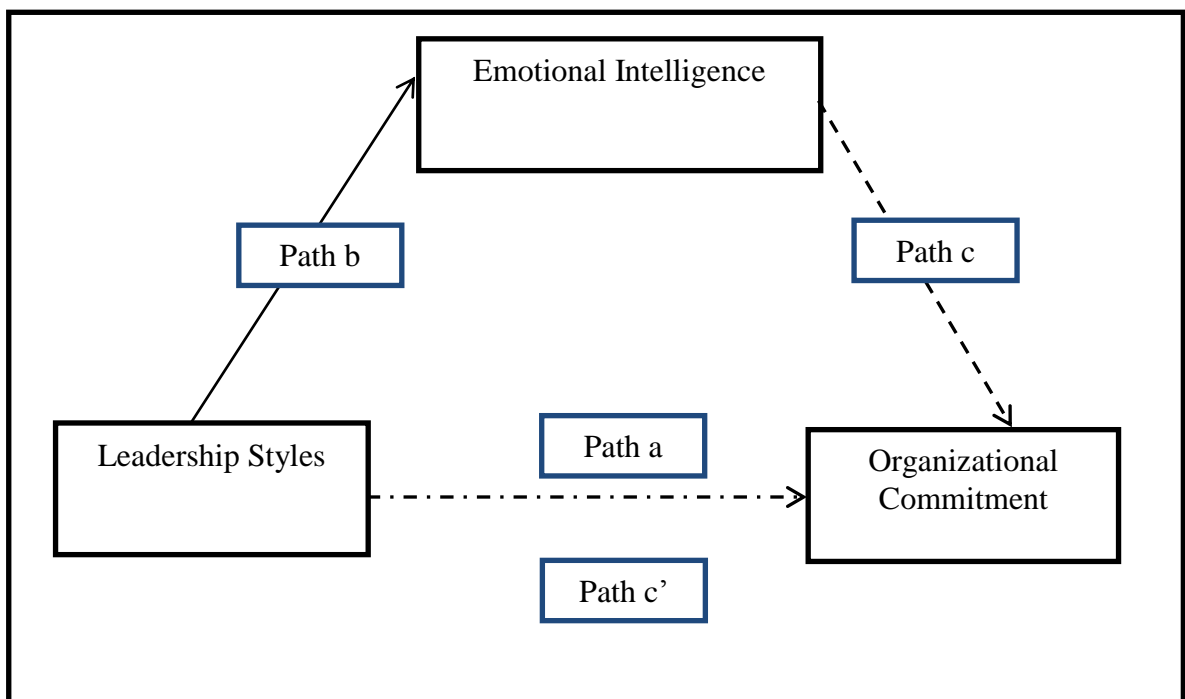 Emotional Intelligence
Path b
Path c
Leadership Styles
Path a
Organizational
Commitment
Path c’